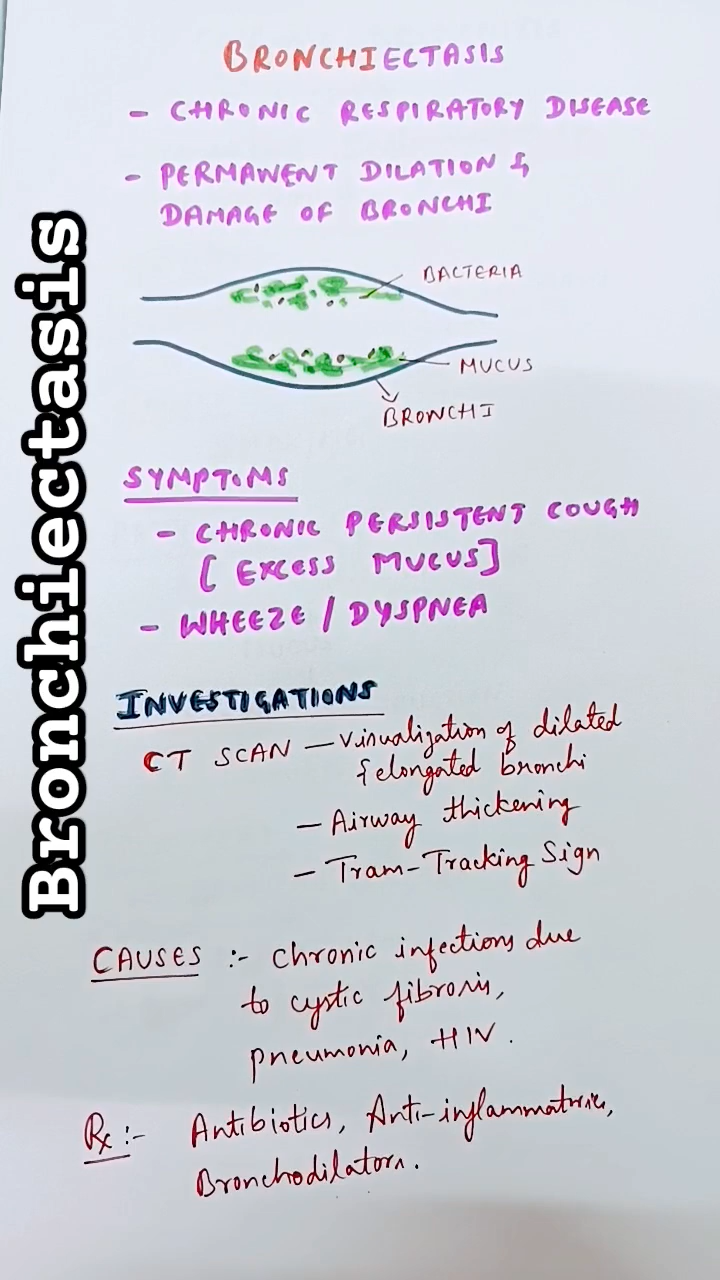 BRONCHIECTASIS
- CHRONIC RESPIRATORY DISEASE
- PERMANENT DILATION &
DAMAGE OF BRONCHI
BACTERIA
MUCUS
BRONCHI
SYMPTOMS
- CHRONIC PERSISTENT COUGH
[EXCESS MUCUS]
- WHEEZE / DYSPNEA
INVESTIGATIONS
CT SCAN - Visualization of dilated
& elongated bronchi
- Airway thickening
- Tram-Tracking Sign
CAUSES :- Chronic infections due
to cystic fibrosis,
pneumonia, HIV.
Rx :- Antibiotics, Anti-inflammatories,
Bronchodilators.
Bronchiectasis